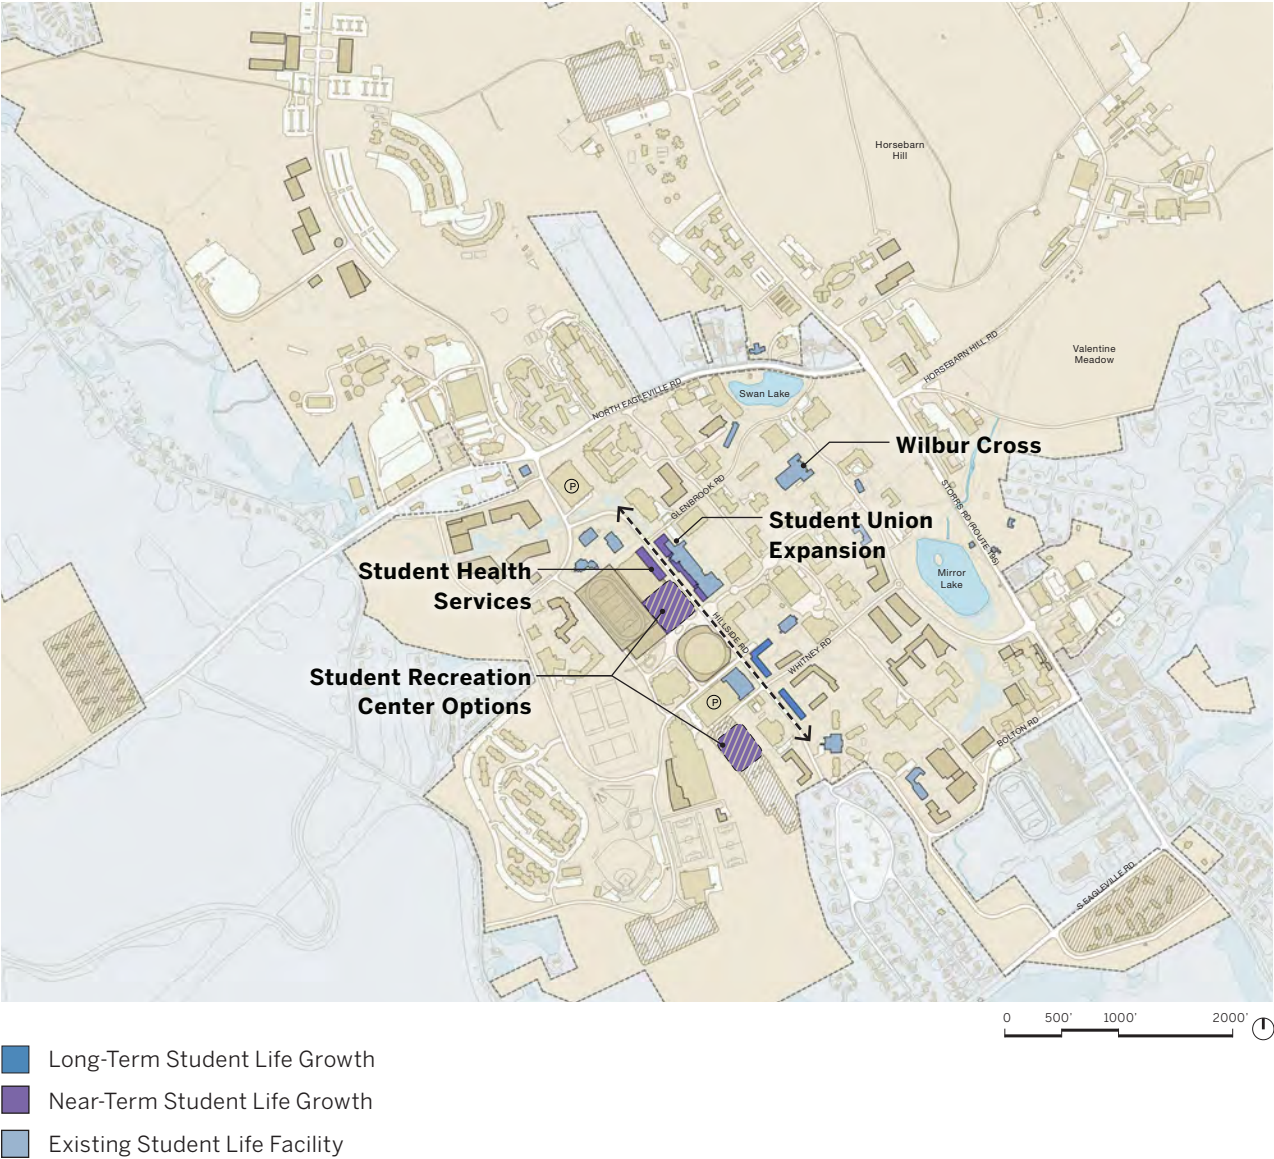 Horsebarn
Hill
HORSEBARN HILL RD
Valentine
Meadow
NORTH EAGLEVILLE RD
Swan Lake
Wilbur Cross
P
GLENBROOK RD
STORRS RD (ROUTE 195)
Student Union
Expansion
Student Health
Services
Mirror
Lake
HILLSIDE RD
WHITNEY RD
Student Recreation
Center Options
P
BOLTON RD
S EAGLEVILLE RD
0 500' 1000' 2000'
Long-Term Student Life Growth
Near-Term Student Life Growth
Existing Student Life Facility